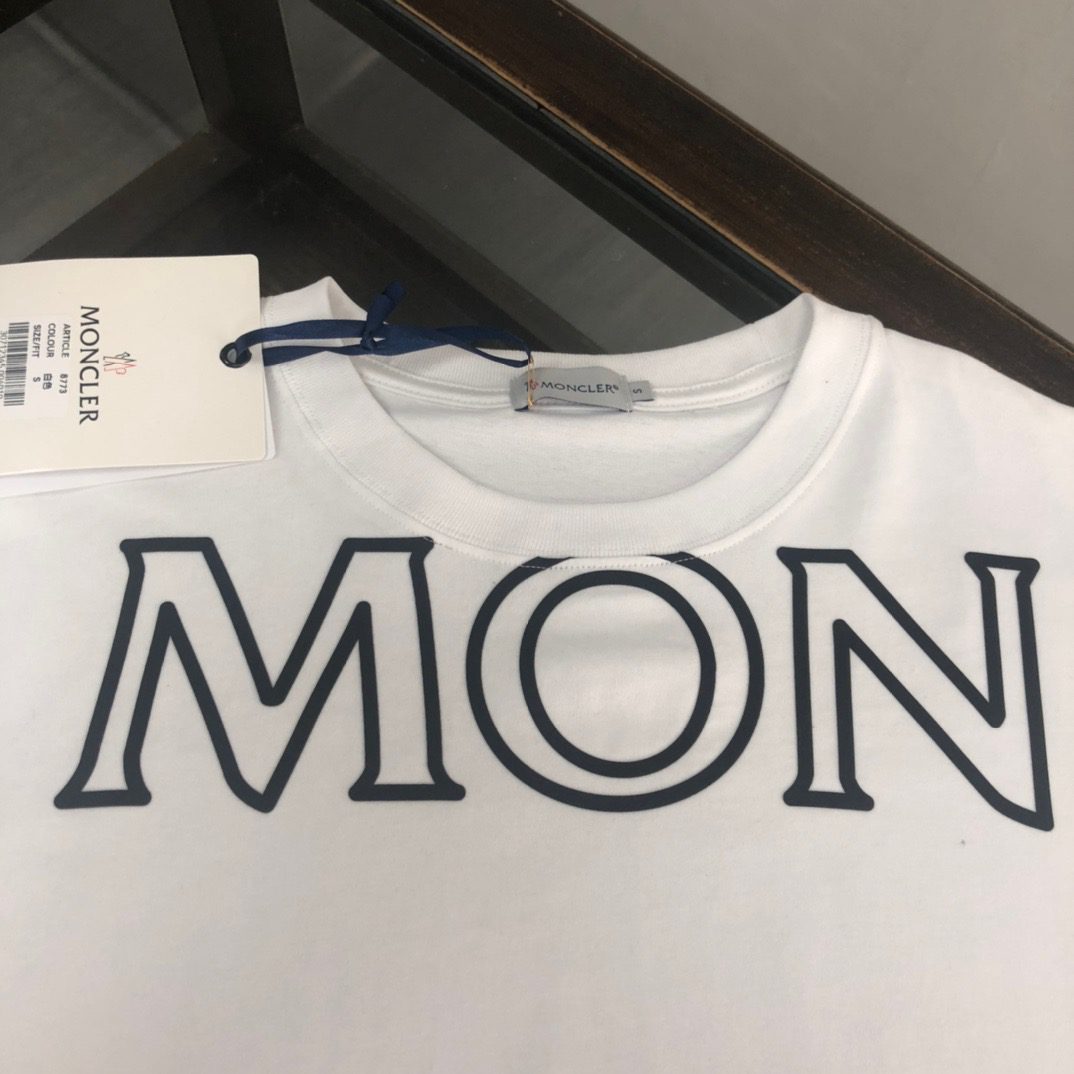 MONCLER
ARTICLE 8773
COLOUR 白色
SIZE/FIT S
MONCLER®
S
MON